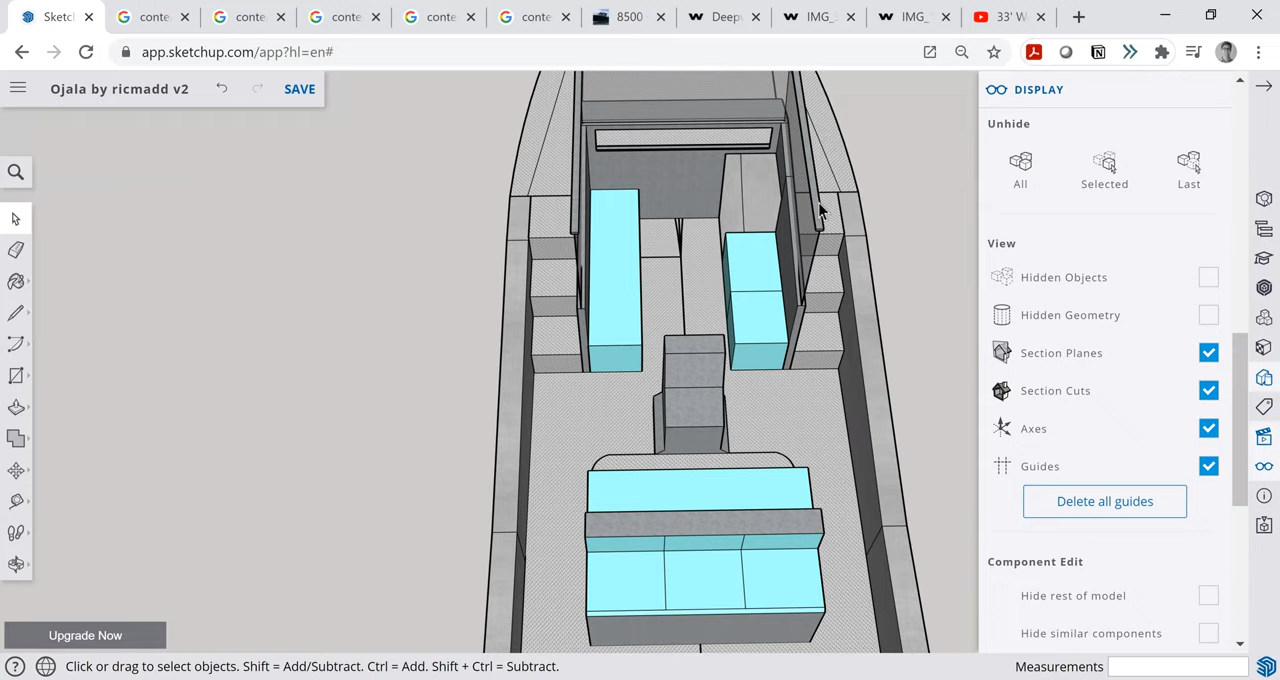 Sketc
conte
conte
conte
conte
conte
8500
Deep
IMG_
IMG_
33' W
app.sketchup.com/app?hl=en#
Ojala by ricmadd v2
SAVE
DISPLAY
Unhide
All
Selected
Last
View
Hidden Objects
Hidden Geometry
Section Planes
Section Cuts
Axes
Guides
Delete all guides
Component Edit
Hide rest of model
Hide similar components
Upgrade Now
Click or drag to select objects. Shift = Add/Subtract. Ctrl = Add. Shift + Ctrl = Subtract.
Measurements